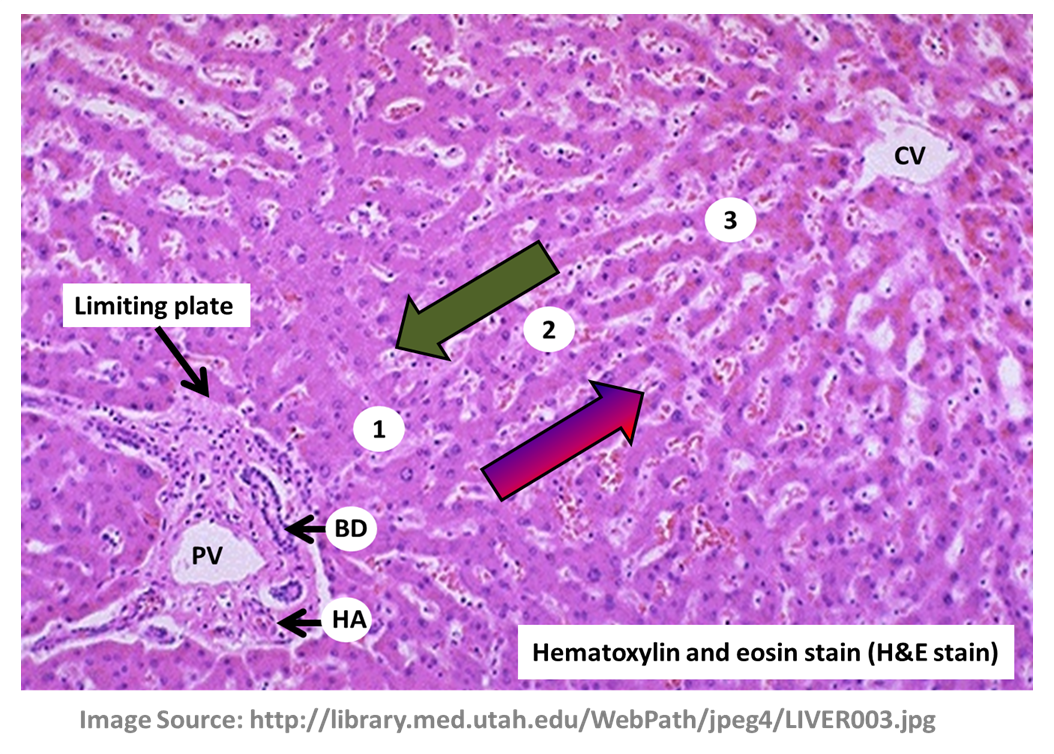 CV
3
Limiting plate
2
1
BD
PV
HA
Hematoxylin and eosin stain (H&E stain)
Image Source: http://library.med.utah.edu/WebPath/jpeg4/LIVER003.jpg